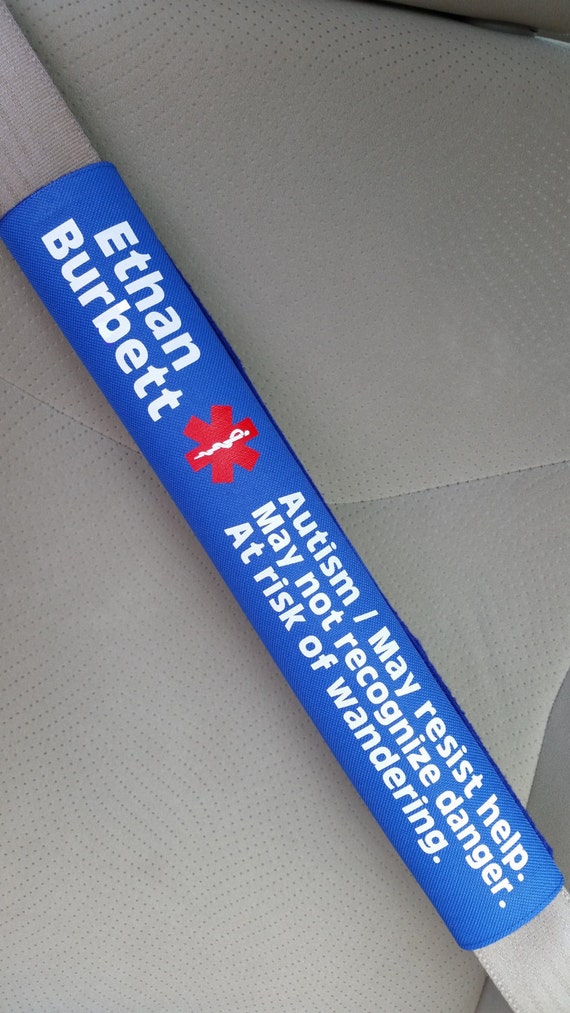 Ethan
Burbett
Autism / May resist help.
May not recognize danger.
At risk of Wandering.